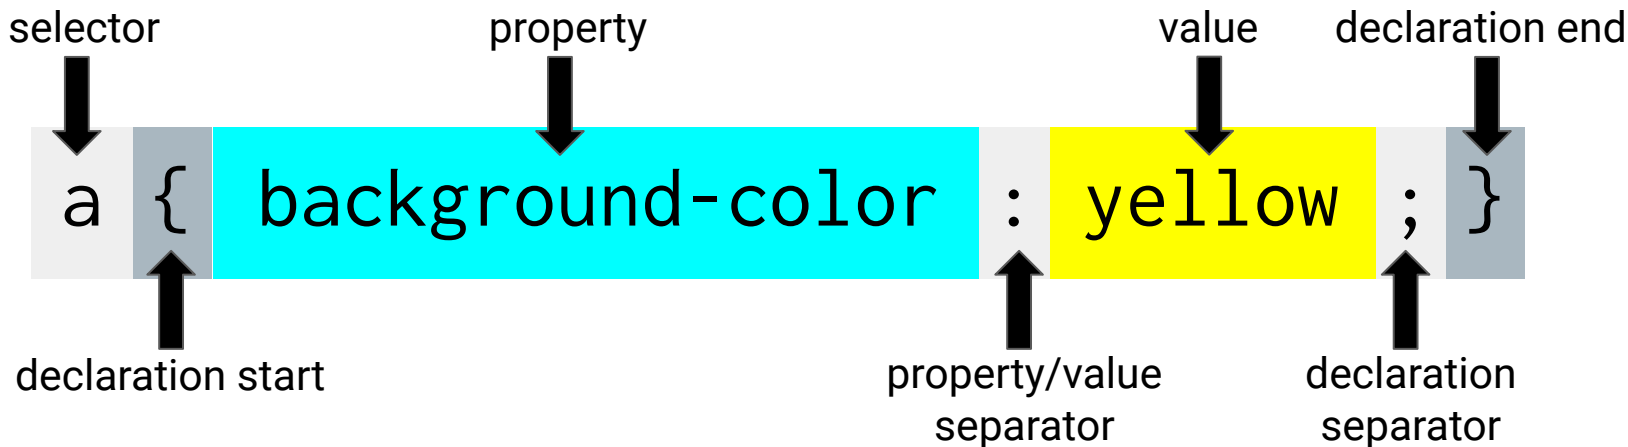 selector
property
value
declaration end
a { background-color : yellow ; }
declaration start
property/value
separator
declaration
separator